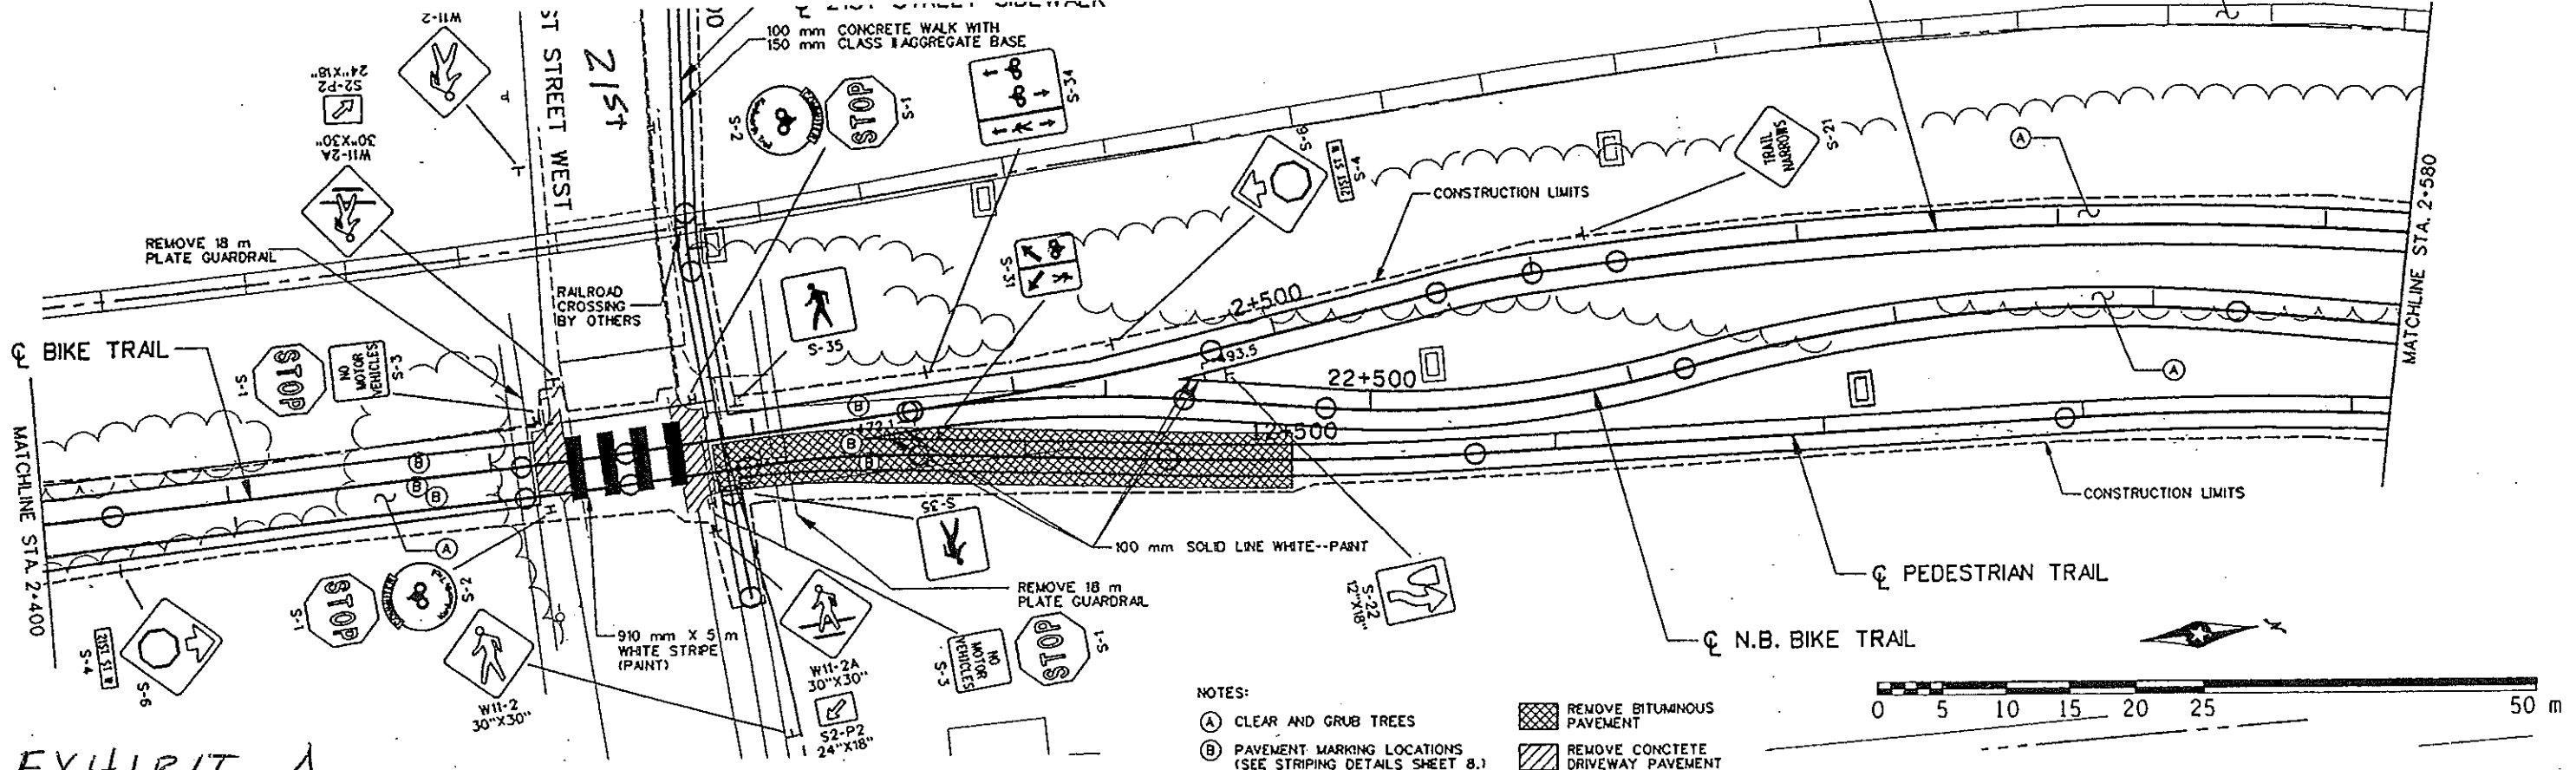 W11-2
24"X18"
S2-P2
30"X30"
W11-2A
REMOVE 18 m
PLATE GUARDRAIL
ST STREET WEST
21st
℄ 21ST STREET SIDEWALK
100 mm CONCRETE WALK WITH
150 mm CLASS II AGGREGATE BASE
S-2
STOP
S-1
S-34
S-6
21ST ST W
S-4
TRAIL
NARROWS
S-21
A
CONSTRUCTION LIMITS
MATCHLINE STA. 2+580
RAILROAD
CROSSING
BY OTHERS
S-35
S-31
2+500
93.5
22+500
12+500
℄ BIKE TRAIL
STOP
S-1
NO
MOTOR
VEHICLES
S-3
MATCHLINE STA. 2+400
B
B
B
A
B
B
B
A
21ST ST W
S-4
S-6
S-1
STOP
S-2
W11-2
30"X30"
910 mm X 5 m
WHITE STRIPE
(PAINT)
S-35
100 mm SOLID LINE WHITE--PAINT
REMOVE 18 m
PLATE GUARDRAIL
W11-2A
30"X30"
S2-P2
24"X18"
NO
MOTOR
VEHICLES
S-3
STOP
S-1
S-22
12"X18"
CONSTRUCTION LIMITS
℄ PEDESTRIAN TRAIL
℄ N.B. BIKE TRAIL
0 5 10 15 20 25 50 m
NOTES:
A CLEAR AND GRUB TREES
B PAVEMENT MARKING LOCATIONS
(SEE STRIPING DETAILS SHEET 8.)
REMOVE BITUMINOUS
PAVEMENT
REMOVE CONCTETE
DRIVEWAY PAVEMENT
EXHIBIT A